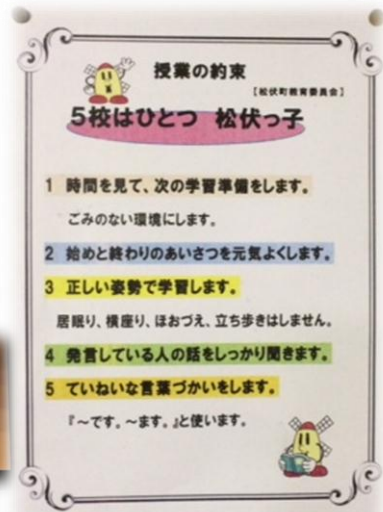 授業の約束
【松伏町教育委員会】
5校はひとつ 松伏っ子
1 時間を見て、次の学習準備をします。
ごみのない環境にします。
2 始めと終わりのあいさつを元気よくします。
3 正しい姿勢で学習します。
居眠り、横座り、ほおづえ、立ち歩きはしません。
4 発言している人の話をしっかり聞きます。
5 ていねいな言葉づかいをします。
『～です。～ます。』と使います。